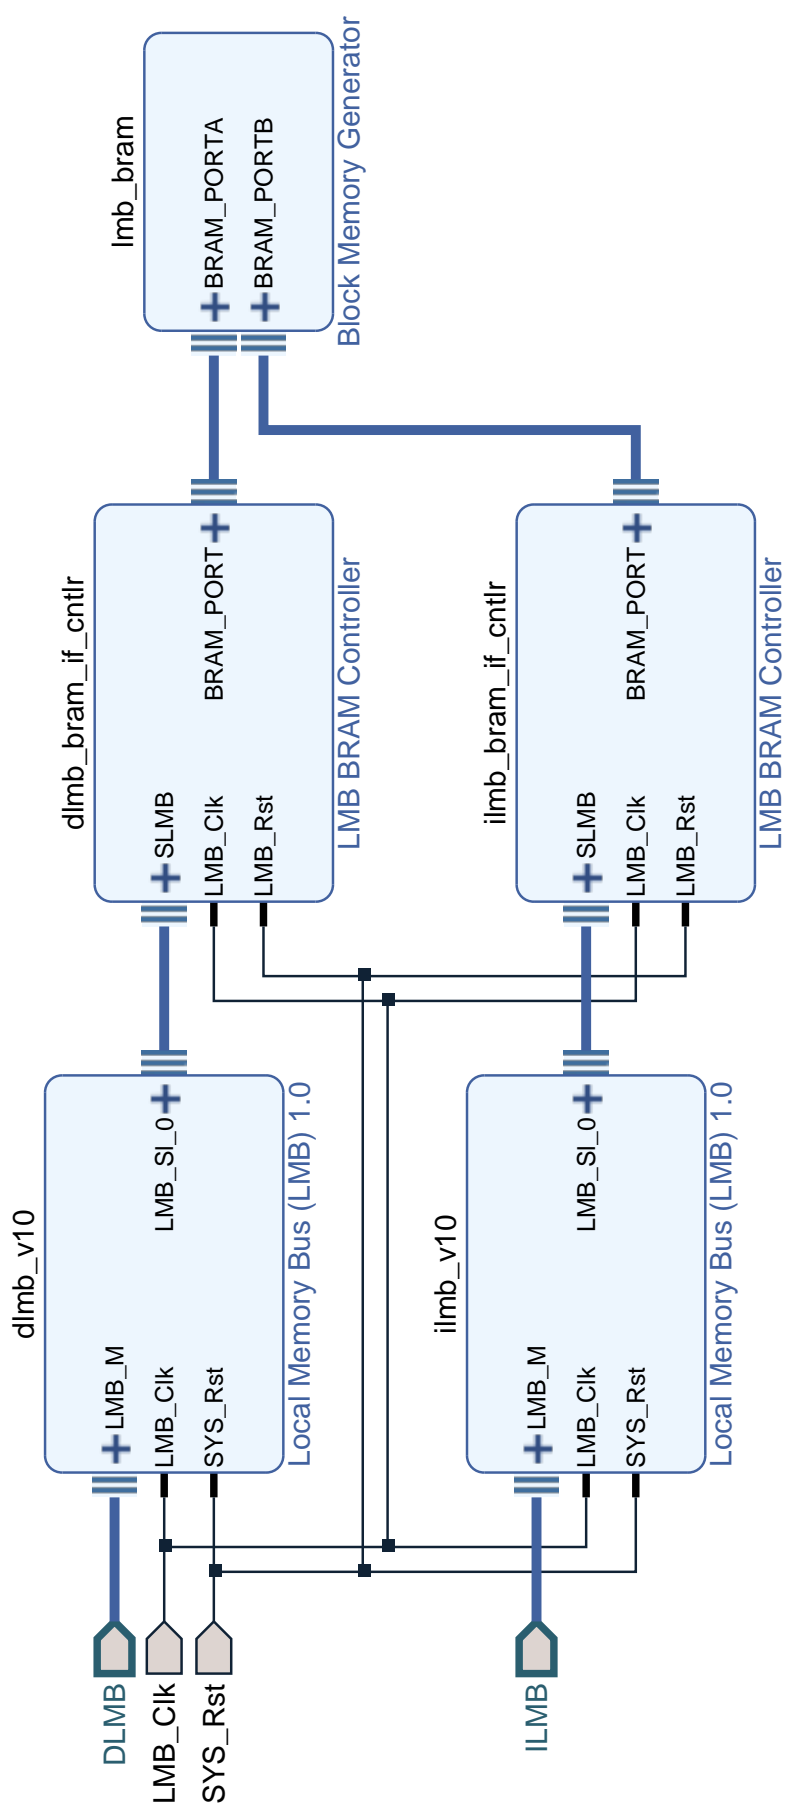 DLMB
LMB_Clk
SYS_Rst
ILMB
dlmb_v10
LMB_M
LMB_Clk
SYS_Rst
LMB_Sl_0
Local Memory Bus (LMB) 1.0
ilmb_v10
LMB_M
LMB_Clk
SYS_Rst
LMB_Sl_0
Local Memory Bus (LMB) 1.0
dlmb_bram_if_cntlr
SLMB
LMB_Clk
LMB_Rst
BRAM_PORT
LMB BRAM Controller
ilmb_bram_if_cntlr
SLMB
LMB_Clk
LMB_Rst
BRAM_PORT
LMB BRAM Controller
lmb_bram
BRAM_PORTA
BRAM_PORTB
Block Memory Generator